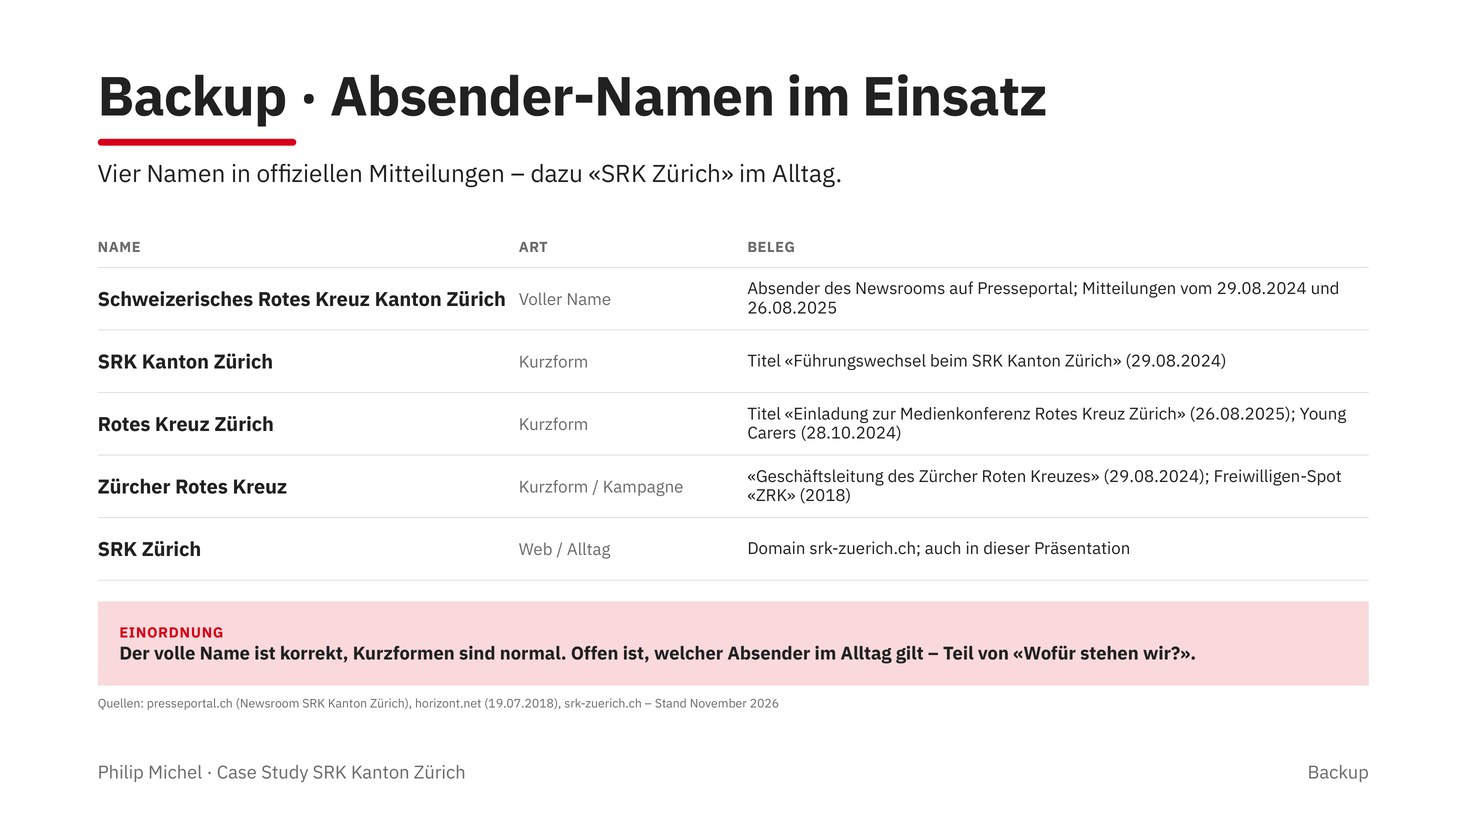 Backup · Absender-Namen im Einsatz
Vier Namen in offiziellen Mitteilungen – dazu «SRK Zürich» im Alltag.
NAME ART BELEG
Schweizerisches Rotes Kreuz Kanton Zürich Voller Name Absender des Newsrooms auf Presseportal; Mitteilungen vom 29.08.2024 und
26.08.2025
SRK Kanton Zürich Kurzform Titel «Führungswechsel beim SRK Kanton Zürich» (29.08.2024)
Rotes Kreuz Zürich Kurzform Titel «Einladung zur Medienkonferenz Rotes Kreuz Zürich» (26.08.2025); Young
Carers (28.10.2024)
Zürcher Rotes Kreuz Kurzform / Kampagne «Geschäftsleitung des Zürcher Roten Kreuzes» (29.08.2024); Freiwilligen-Spot
«ZRK» (2018)
SRK Zürich Web / Alltag Domain srk-zuerich.ch; auch in dieser Präsentation
EINORDNUNG
Der volle Name ist korrekt, Kurzformen sind normal. Offen ist, welcher Absender im Alltag gilt – Teil von «Wofür stehen wir?».
Quellen: presseportal.ch (Newsroom SRK Kanton Zürich), horizont.net (19.07.2018), srk-zuerich.ch – Stand November 2026
Philip Michel · Case Study SRK Kanton Zürich Backup